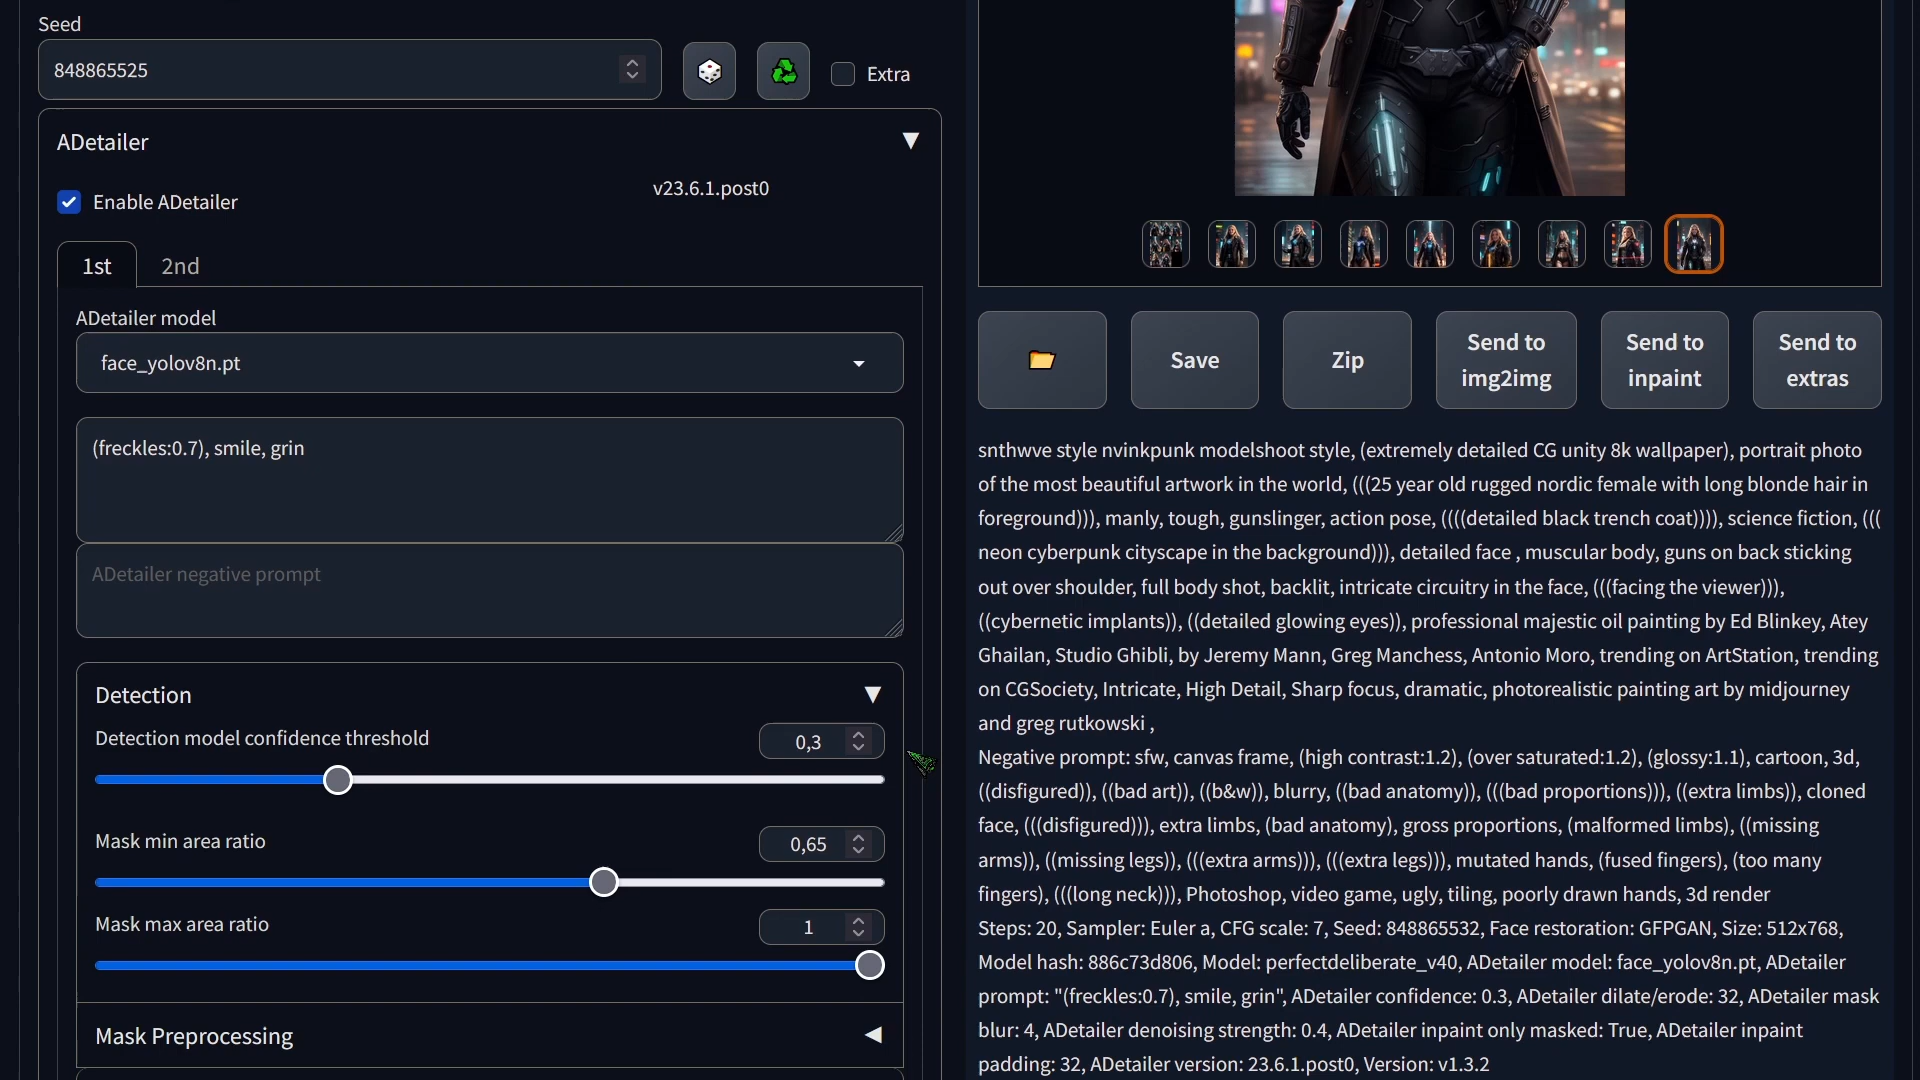 Seed
848865525
Extra
ADetailer
v23.6.1.post0
Enable ADetailer
1st
2nd
ADetailer model
face_yolov8n.pt
(freckles:0.7), smile, grin
ADetailer negative prompt
Detection
Detection model confidence threshold
0,3
Mask min area ratio
0,65
Mask max area ratio
1
Mask Preprocessing
Save
Zip
Send to
img2img
Send to
inpaint
Send to
extras
snthwve style nvinkpunk modelshoot style, (extremely detailed CG unity 8k wallpaper), portrait photo
of the most beautiful artwork in the world, (((25 year old rugged nordic female with long blonde hair in
foreground))), manly, tough, gunslinger, action pose, ((((detailed black trench coat)))), science fiction, (((
neon cyberpunk cityscape in the background))), detailed face , muscular body, guns on back sticking
out over shoulder, full body shot, backlit, intricate circuitry in the face, (((facing the viewer))),
((cybernetic implants)), ((detailed glowing eyes)), professional majestic oil painting by Ed Blinkey, Atey
Ghailan, Studio Ghibli, by Jeremy Mann, Greg Manchess, Antonio Moro, trending on ArtStation, trending
on CGSociety, Intricate, High Detail, Sharp focus, dramatic, photorealistic painting art by midjourney
and greg rutkowski ,
Negative prompt: sfw, canvas frame, (high contrast:1.2), (over saturated:1.2), (glossy:1.1), cartoon, 3d,
((disfigured)), ((bad art)), ((b&w)), blurry, ((bad anatomy)), (((bad proportions))), ((extra limbs)), cloned
face, (((disfigured))), extra limbs, (bad anatomy), gross proportions, (malformed limbs), ((missing
arms)), ((missing legs)), (((extra arms))), (((extra legs))), mutated hands, (fused fingers), (too many
fingers), (((long neck))), Photoshop, video game, ugly, tiling, poorly drawn hands, 3d render
Steps: 20, Sampler: Euler a, CFG scale: 7, Seed: 848865532, Face restoration: GFPGAN, Size: 512x768,
Model hash: 886c73d806, Model: perfectdeliberate_v40, ADetailer model: face_yolov8n.pt, ADetailer
prompt: "(freckles:0.7), smile, grin", ADetailer confidence: 0.3, ADetailer dilate/erode: 32, ADetailer mask
blur: 4, ADetailer denoising strength: 0.4, ADetailer inpaint only masked: True, ADetailer inpaint
padding: 32, ADetailer version: 23.6.1.post0, Version: v1.3.2